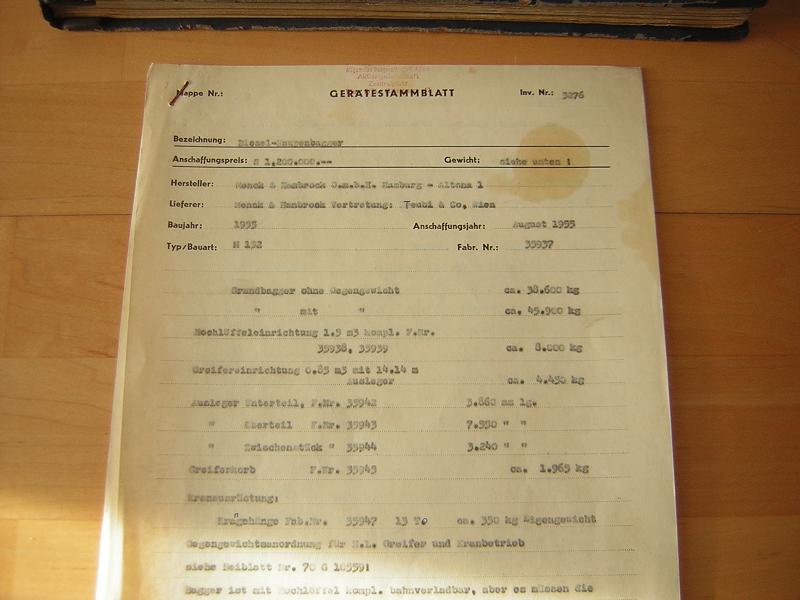 Aktiengesellschaft
Mappe Nr.: GERÄTESTAMMBLATT Inv. Nr.: 3276
Bezeichnung: Diesel-Raupenbagger
Anschaffungspreis: S 1,200.000.-- Gewicht: siehe unten !
Hersteller: Menck & Hambrock G.m.b.H. Hamburg - Altona 1
Lieferer: Menck & Hambrock Vertretung: Teubl & Co, Wien
Baujahr: 1955 Anschaffungsjahr: August 1955
Typ/Bauart: M 152 Fabr. Nr.: 35937
Grundbagger ohne Gegengewicht ca. 38.600 kg
" mit " ca. 45.900 kg
Hochlöffeleinrichtung 1.5 m3 kompl. F.Nr.
35938, 35939 ca. 8.000 kg
Greifereinrichtung 0.85 m3 mit 14.14 m
Ausleger ca. 4.450 kg
Ausleger Unterteil, F.Nr. 35942 3.860 mm lg.
" Oberteil F.Nr. 35943 7.350 " "
" Zwischenstück " 35944 3.240 " "
Greiferkorb F.Nr. 35945 ca. 1.965 kg
Kranausrüstung:
Kragehänge Fab.Nr. 35947 15 To ca. 350 kg Eigengewicht
Gegengewichtsanordnung für H.L. Greifer und Kranbetrieb
siehe Beiblatt Nr. 70 G 10559!
Bagger ist mit Hochlöffel kompl. bahnverladbar, aber es müssen die